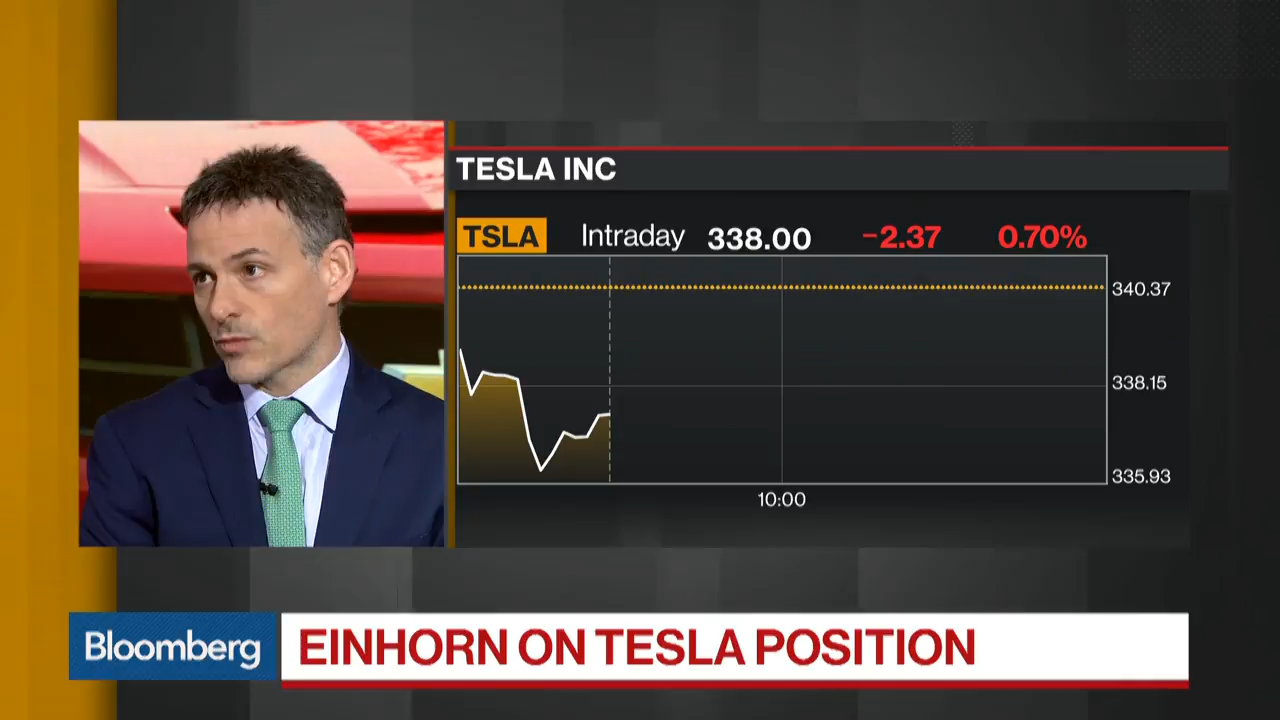 TESLA INC
TSLA Intraday 338.00 -2.37 0.70%
340.37
338.15
335.93
10:00
Bloomberg EINHORN ON TESLA POSITION